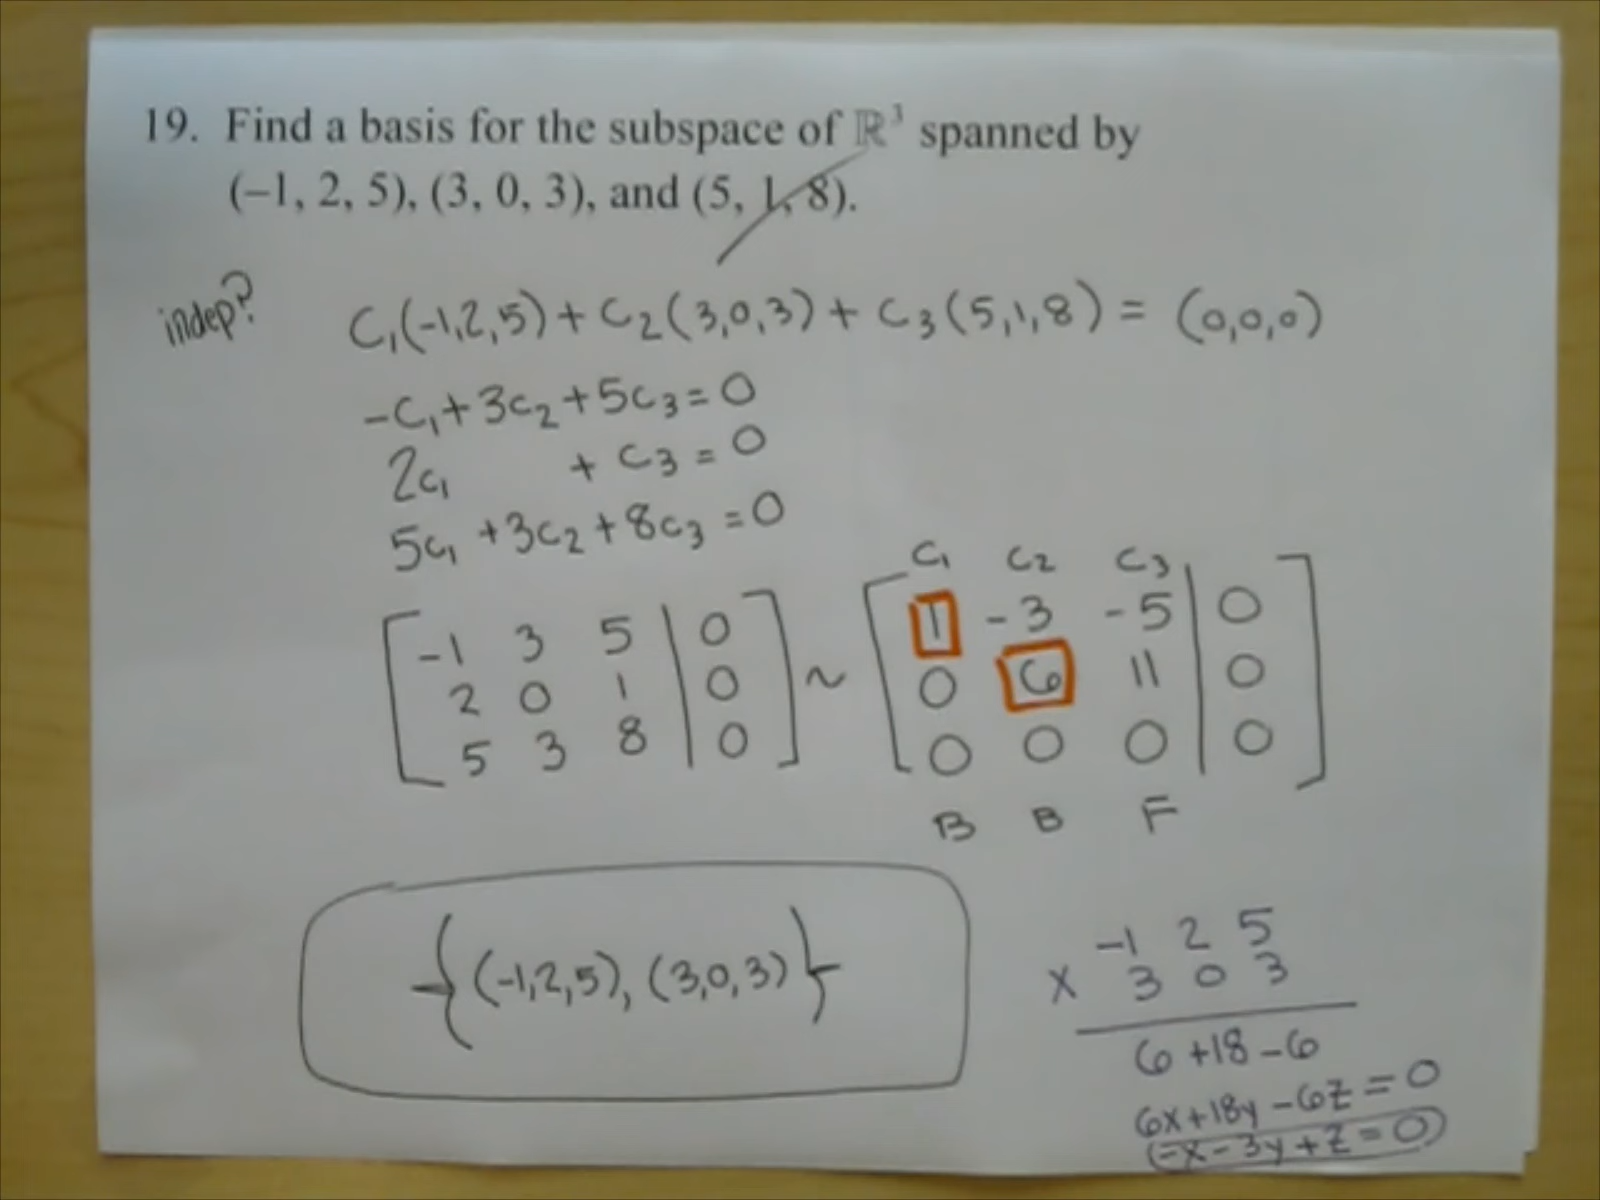 19. Find a basis for the subspace of ℝ³ spanned by
(–1, 2, 5), (3, 0, 3), and (5, 1, 8).
indep?
C₁(-1,2,5) + C₂(3,0,3) + C₃(5,1,8) = (0,0,0)
-C₁+3C₂+5C₃=0
2C₁ + C₃ = 0
5C₁ +3C₂+8C₃ =0
C₁ C₂ C₃
[-1 3 5 | 0] ~ [1 -3 -5 | 0]
[2 0 1 | 0] [0 6 11 | 0]
[5 3 8 | 0] [0 0 0 | 0]
B B F
{(-1,2,5), (3,0,3)}
-1 2 5
X 3 0 3
6 +18 -6
6x+18y-6z=0
-x-3y+z=0